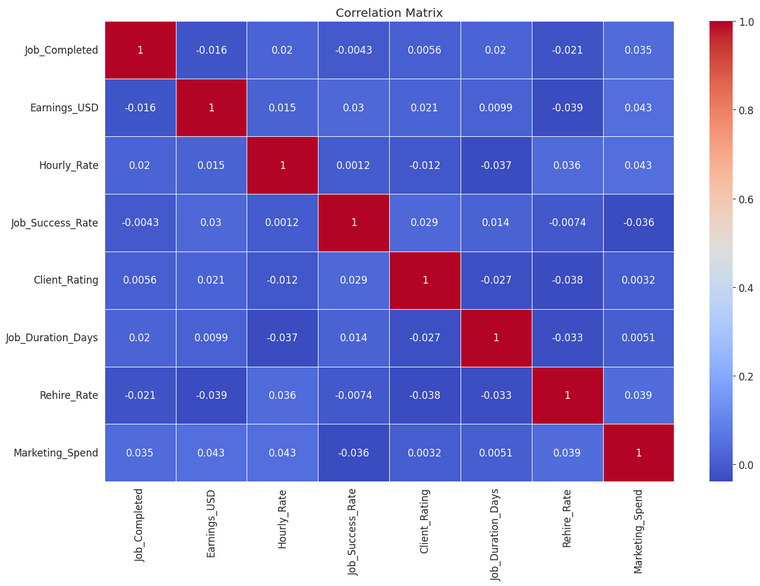 Correlation Matrix
Job_Completed 1 -0.016 0.02 -0.0043 0.0056 0.02 -0.021 0.035
Earnings_USD -0.016 1 0.015 0.03 0.021 0.0099 -0.039 0.043
Hourly_Rate 0.02 0.015 1 0.0012 -0.012 -0.037 0.036 0.043
Job_Success_Rate -0.0043 0.03 0.0012 1 0.029 0.014 -0.0074 -0.036
Client_Rating 0.0056 0.021 -0.012 0.029 1 -0.027 -0.038 0.0032
Job_Duration_Days 0.02 0.0099 -0.037 0.014 -0.027 1 -0.033 0.0051
Rehire_Rate -0.021 -0.039 0.036 -0.0074 -0.038 -0.033 1 0.039
Marketing_Spend 0.035 0.043 0.043 -0.036 0.0032 0.0051 0.039 1
Job_Completed
Earnings_USD
Hourly_Rate
Job_Success_Rate
Client_Rating
Job_Duration_Days
Rehire_Rate
Marketing_Spend
1.0
0.8
0.6
0.4
0.2
0.0